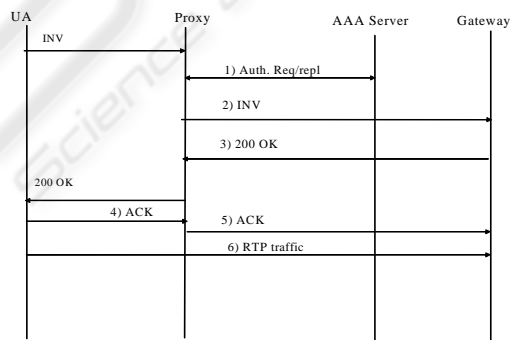 UA
Proxy
AAA Server
Gateway
INV
1) Auth. Req/repl
2) INV
3) 200 OK
200 OK
4) ACK
5) ACK
6) RTP traffic